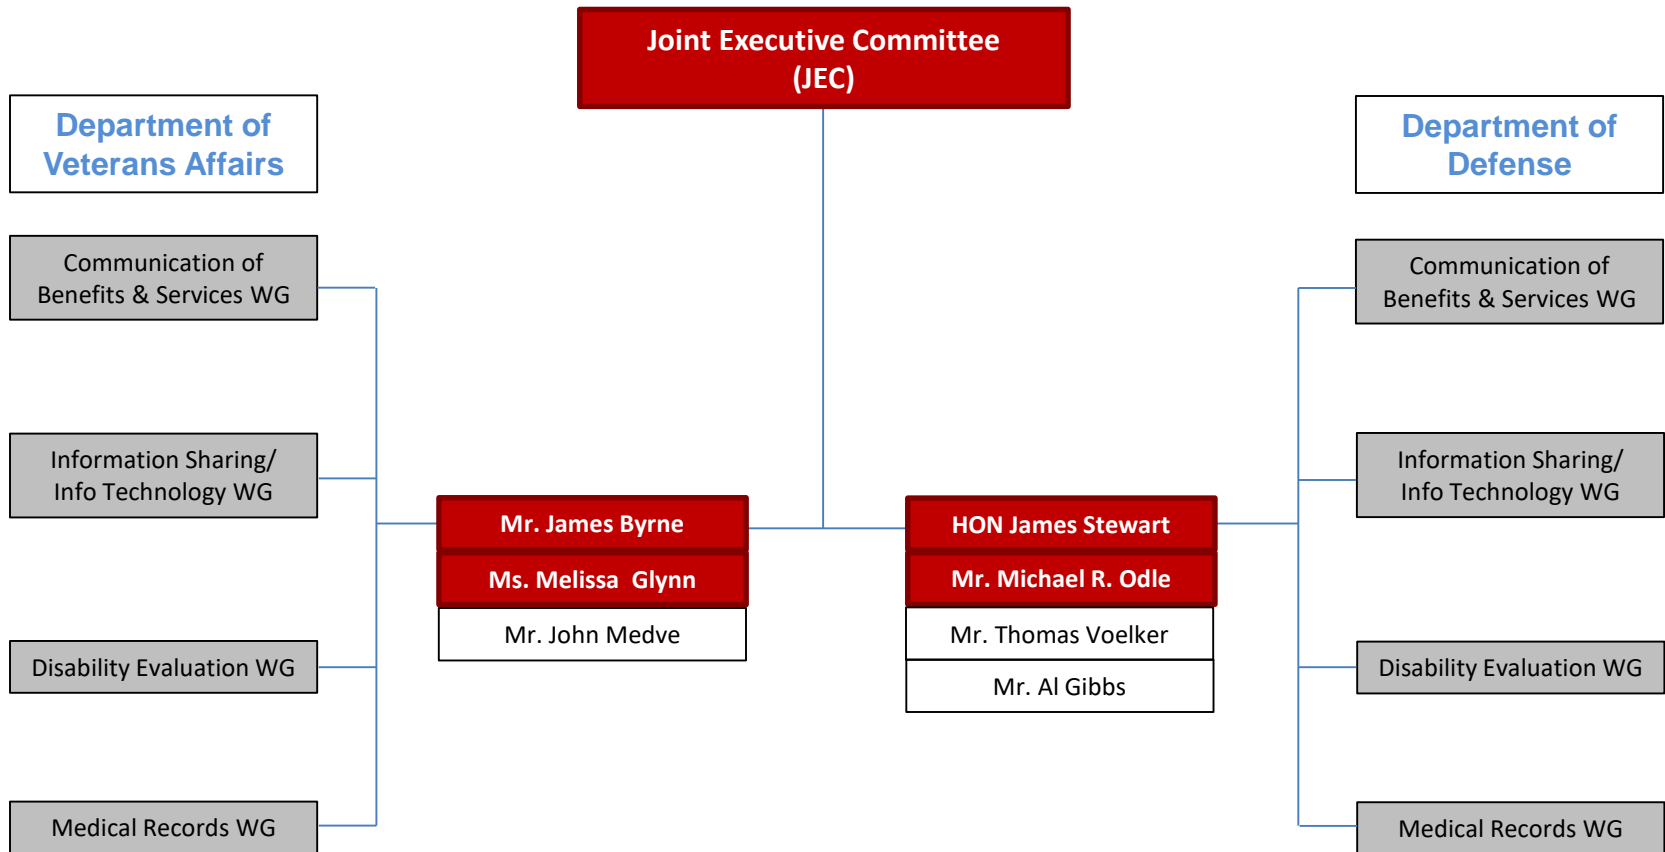 Joint Executive Committee
(JEC)
Department of
Veterans Affairs
Department of
Defense
Communication of
Benefits & Services WG
Communication of
Benefits & Services WG
Information Sharing/
Info Technology WG
Information Sharing/
Info Technology WG
Mr. James Byrne
Ms. Melissa Glynn
Mr. John Medve
HON James Stewart
Mr. Michael R. Odle
Mr. Thomas Voelker
Mr. Al Gibbs
Disability Evaluation WG
Disability Evaluation WG
Medical Records WG
Medical Records WG